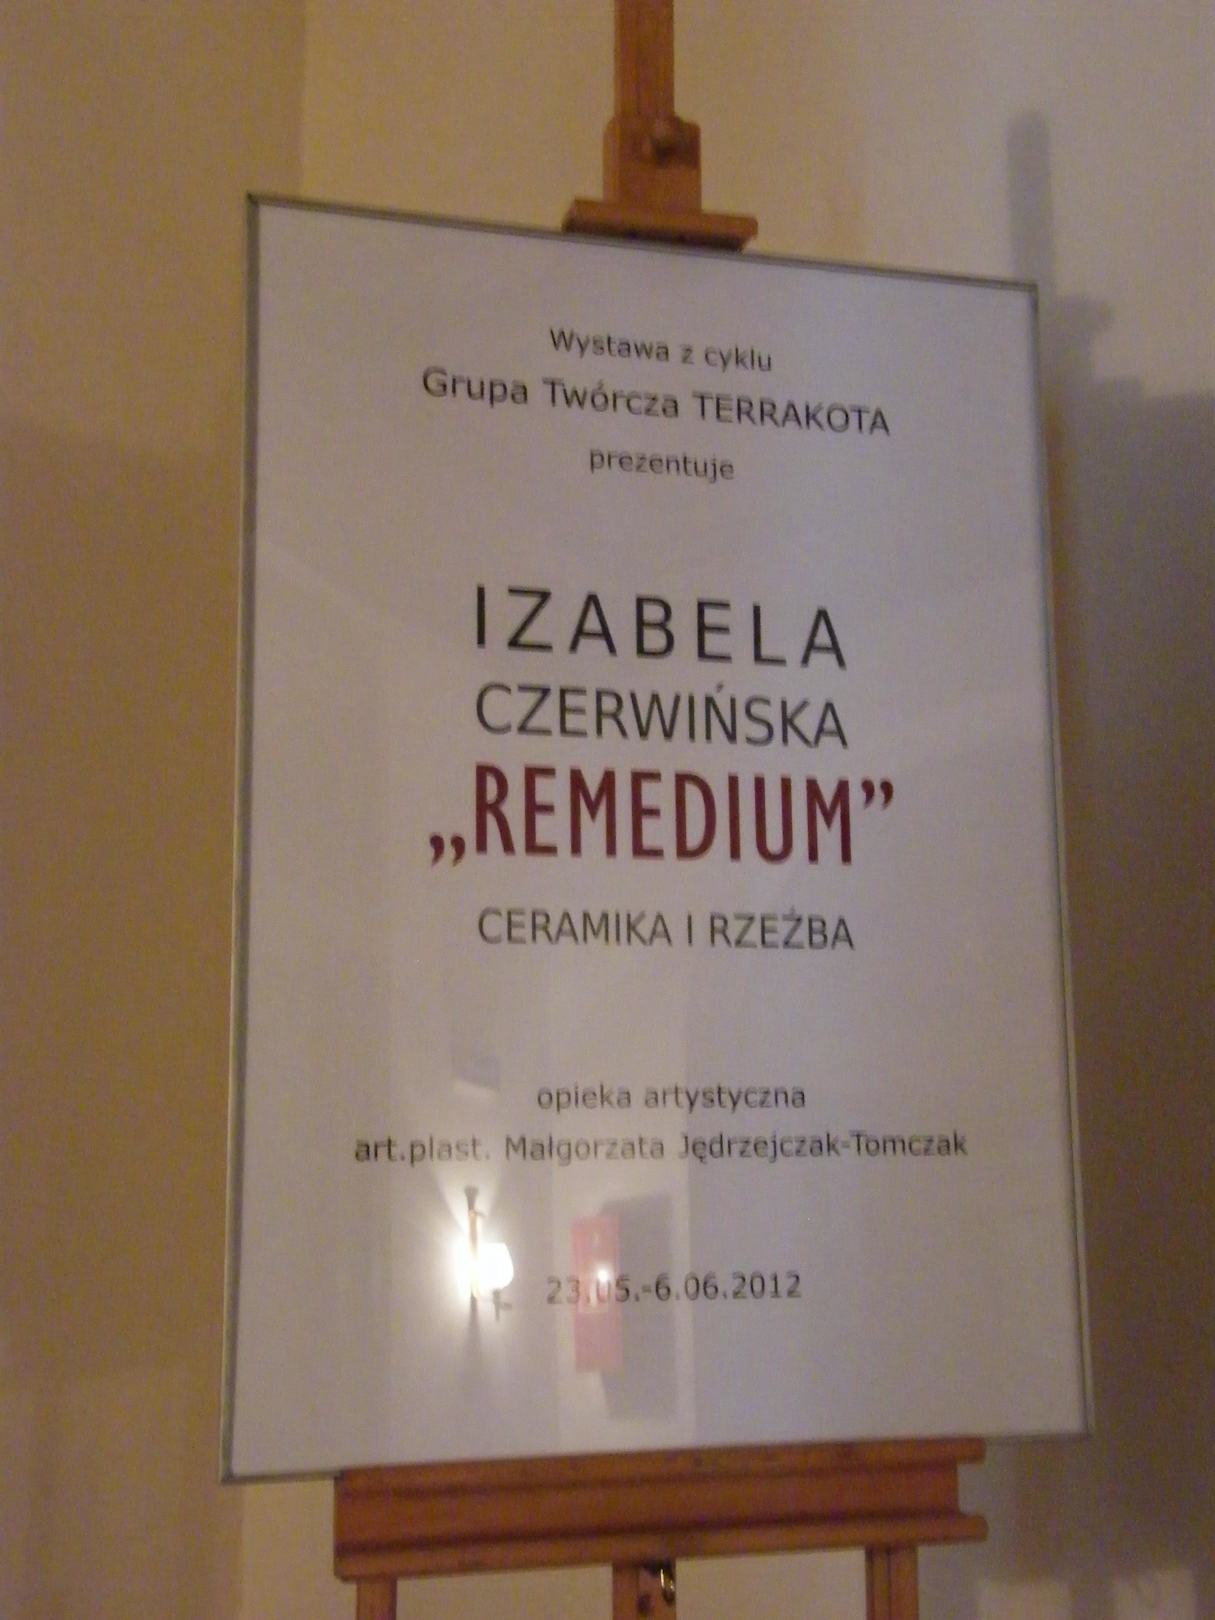 Wystawa z cyklu
Grupa Twórcza TERRAKOTA
prezentuje
IZABELA
CZERWIŃSKA
„REMEDIUM”
CERAMIKA I RZEŹBA
opieka artystyczna
art.plast. Małgorzata Jędrzejczak-Tomczak
23.05.-6.06.2012